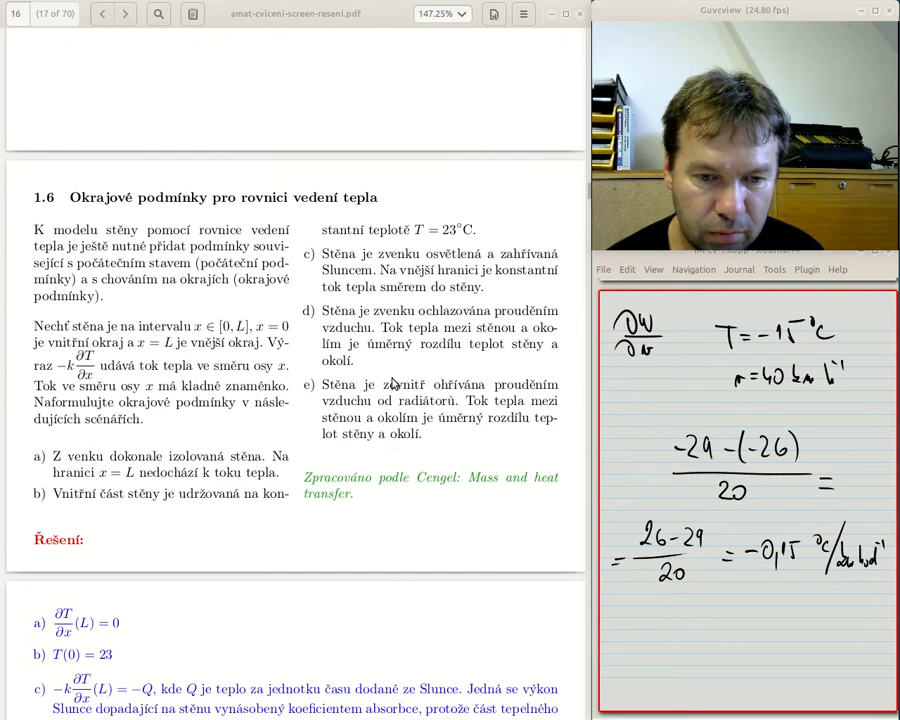 16
(17 of 70)
amat-cviceni-screen-reseni.pdf
147.25%
Guvcview (24.80 fps)
1.6 Okrajové podmínky pro rovnici vedení tepla
K modelu stěny pomocí rovnice vedení
tepla je ještě nutné přidat podmínky souvi-
sející s počátečním stavem (počáteční pod-
mínky) a s chováním na okrajích (okrajové
podmínky).
Nechť stěna je na intervalu x ∈ [0, L], x = 0
je vnitřní okraj a x = L je vnější okraj. Vý-
raz −k ∂T/∂x udává tok tepla ve směru osy x.
Tok ve směru osy x má kladné znaménko.
Naformulujte okrajové podmínky v násle-
dujících scénářích.
a) Z venku dokonale izolovaná stěna. Na
hranici x = L nedochází k toku tepla.
b) Vnitřní část stěny je udržovaná na kon-
stantní teplotě T = 23°C.
c) Stěna je zvenku osvětlená a zahřívaná
Sluncem. Na vnější hranici je konstantní
tok tepla směrem do stěny.
d) Stěna je zvenku ochlazována prouděním
vzduchu. Tok tepla mezi stěnou a oko-
lím je úměrný rozdílu teplot stěny a
okolí.
e) Stěna je zevnitř ohřívána prouděním
vzduchu od radiátorů. Tok tepla mezi
stěnou a okolím je úměrný rozdílu tep-
lot stěny a okolí.
Zpracováno podle Cengel: Mass and heat
transfer.
Řešení:
a) ∂T/∂x (L) = 0
b) T(0) = 23
c) −k ∂T/∂x (L) = −Q, kde Q je teplo za jednotku času dodané ze Slunce. Jedná se výkon
Slunce dopadající na stěnu vynásobený koeficientem absorbce, protože část tepelného
File Edit View Navigation Journal Tools Plugin Help
T = −15 °C
= 40 km h⁻¹
−29 − (−26)
20 =
= 26 − 29 / 20 = −0,15 °C/